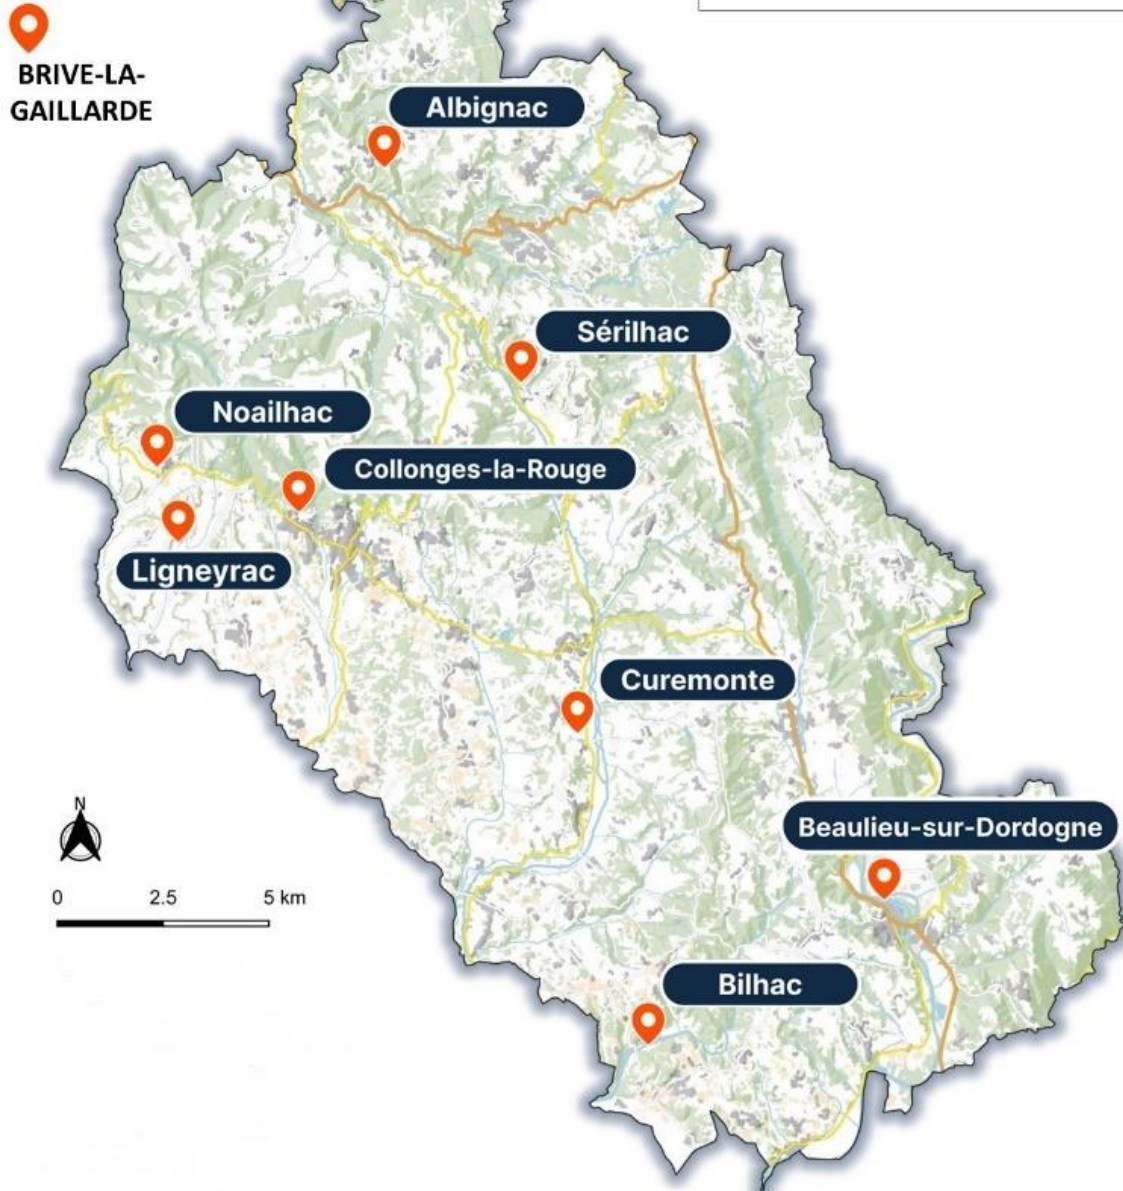 BRIVE-LA-
GAILLARDE
Albignac
Sérilhac
Noailhac
Collonges-la-Rouge
Ligneyrac
Curemonte
N
Beaulieu-sur-Dordogne
0 2.5 5 km
Bilhac